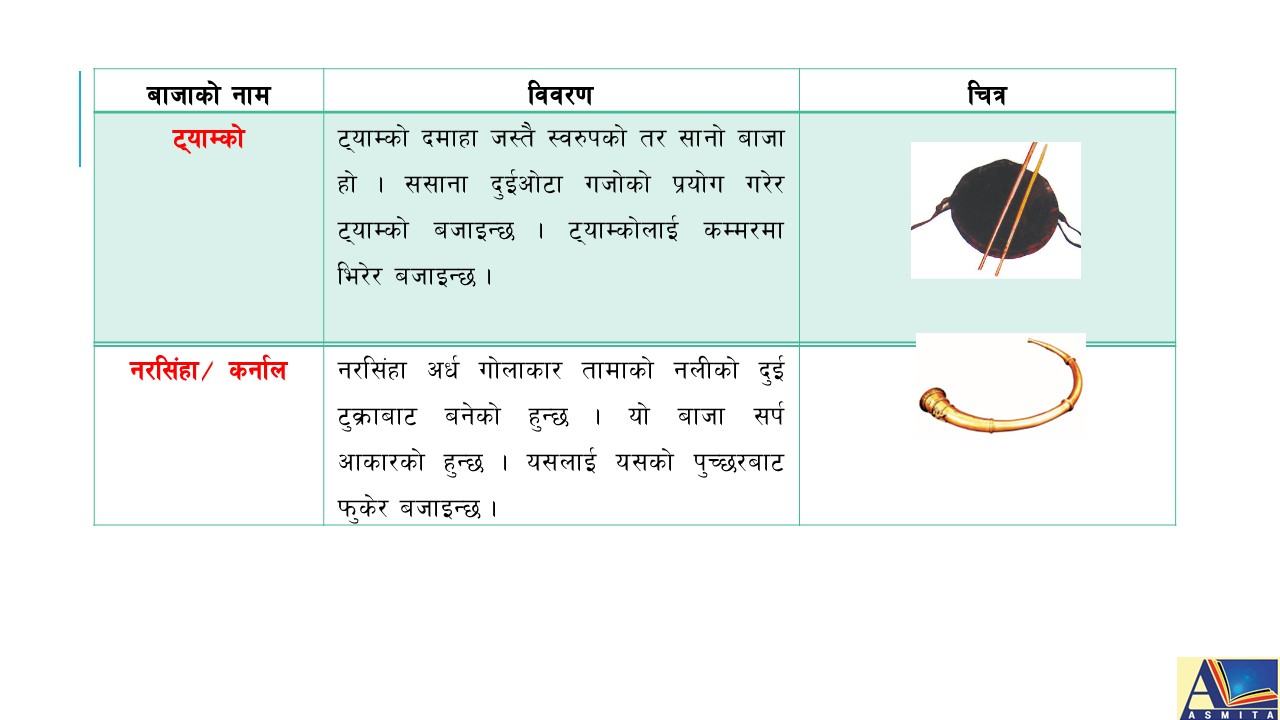 बाजाको नाम
विवरण
चित्र
ट्याम्को
ट्याम्को दमाहा जस्तै स्वरुपको तर सानो बाजा
हो । ससाना दुईओटा गजोको प्रयोग गरेर
ट्याम्को बजाइन्छ । ट्याम्कोलाई कम्मरमा
भिरेर बजाइन्छ ।
नरसिंहा/ कर्नाल
नरसिंहा अर्ध गोलाकार तामाको नलीको दुई
टुक्राबाट बनेको हुन्छ । यो बाजा सर्प
आकारको हुन्छ । यसलाई यसको पुच्छरबाट
फुकेर बजाइन्छ ।
ASMITA